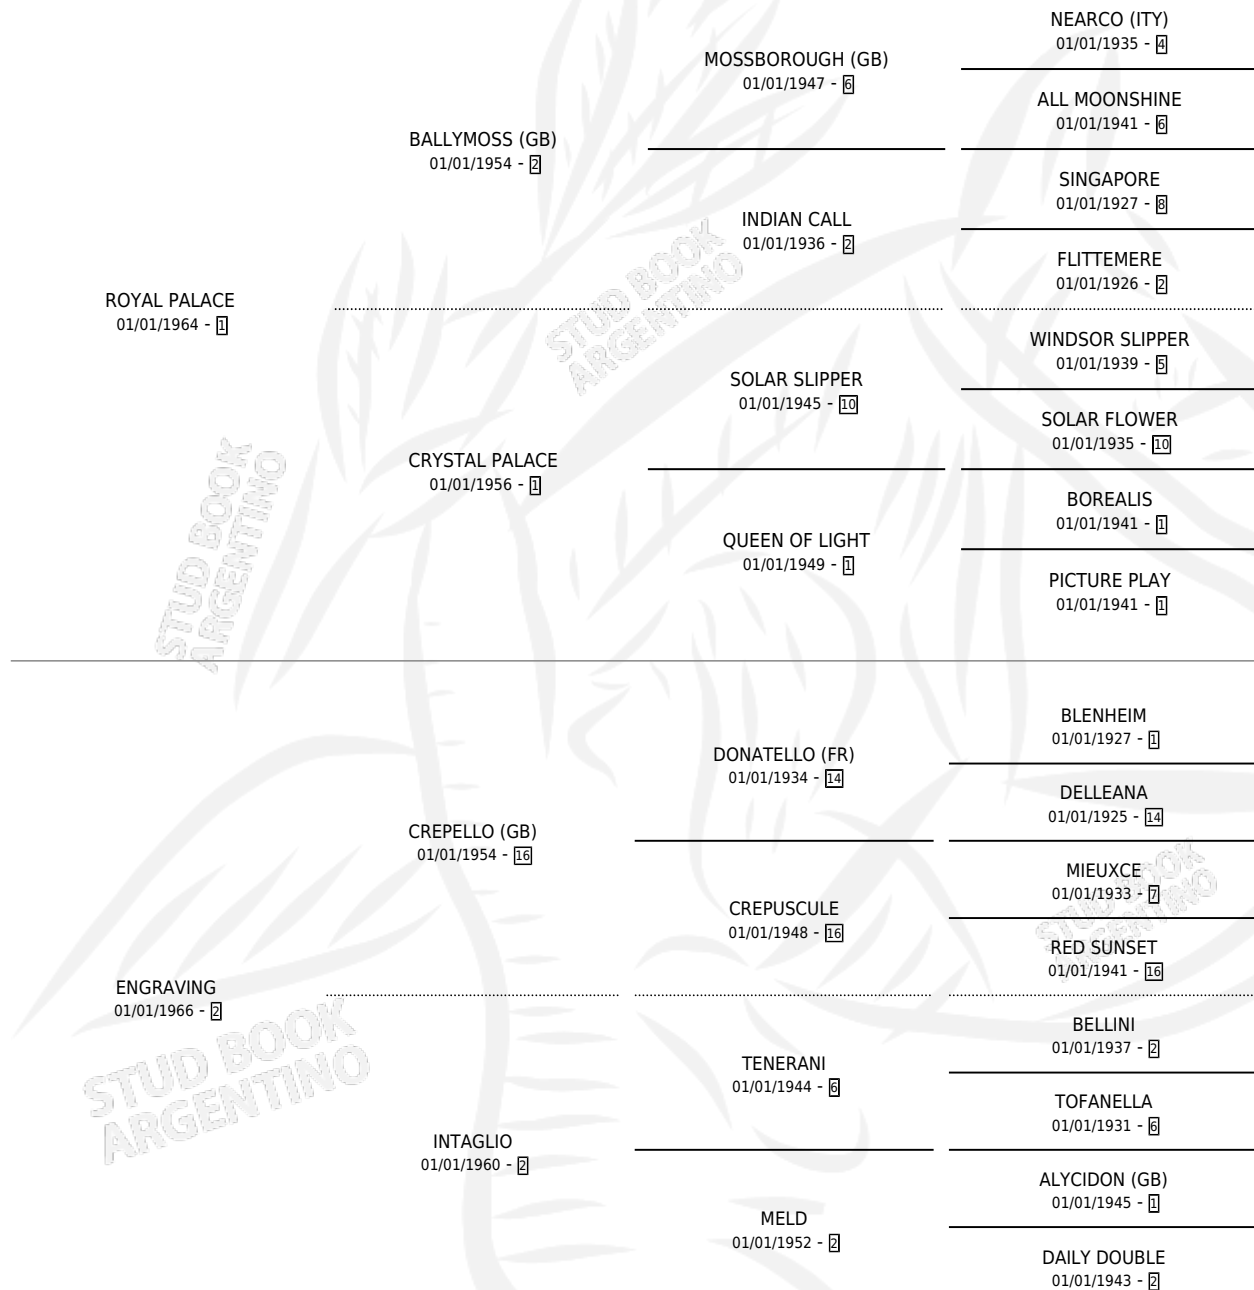 NEARCO (ITY)
01/01/1935 - 4
MOSSBOROUGH (GB)
01/01/1947 - 6
ALL MOONSHINE
01/01/1941 - 6
BALLYMOSS (GB)
01/01/1954 - 2
SINGAPORE
01/01/1927 - 8
INDIAN CALL
01/01/1936 - 2
FLITTEMERE
01/01/1926 - 2
ROYAL PALACE
01/01/1964 - 1
STUD BOOK
ARGENTINO
WINDSOR SLIPPER
01/01/1939 - 5
SOLAR SLIPPER
01/01/1945 - 10
SOLAR FLOWER
01/01/1935 - 10
CRYSTAL PALACE
01/01/1956 - 1
BOREALIS
01/01/1941 - 1
QUEEN OF LIGHT
01/01/1949 - 1
PICTURE PLAY
01/01/1941 - 1
STUD BOOK
ARGENTINO
BLENHEIM
01/01/1927 - 1
DONATELLO (FR)
01/01/1934 - 14
DELLEANA
01/01/1925 - 14
CREPELLO (GB)
01/01/1954 - 16
MIEUXCE
01/01/1933 - 7
CREPUSCULE
01/01/1948 - 16
STUD BOOK
ARGENTINO
RED SUNSET
01/01/1941 - 16
ENGRAVING
01/01/1966 - 2
BELLINI
01/01/1937 - 2
TENERANI
01/01/1944 - 6
TOFANELLA
01/01/1931 - 6
STUD BOOK
ARGENTINO
INTAGLIO
01/01/1960 - 2
ALYCIDON (GB)
01/01/1945 - 1
MELD
01/01/1952 - 2
DAILY DOUBLE
01/01/1943 - 2